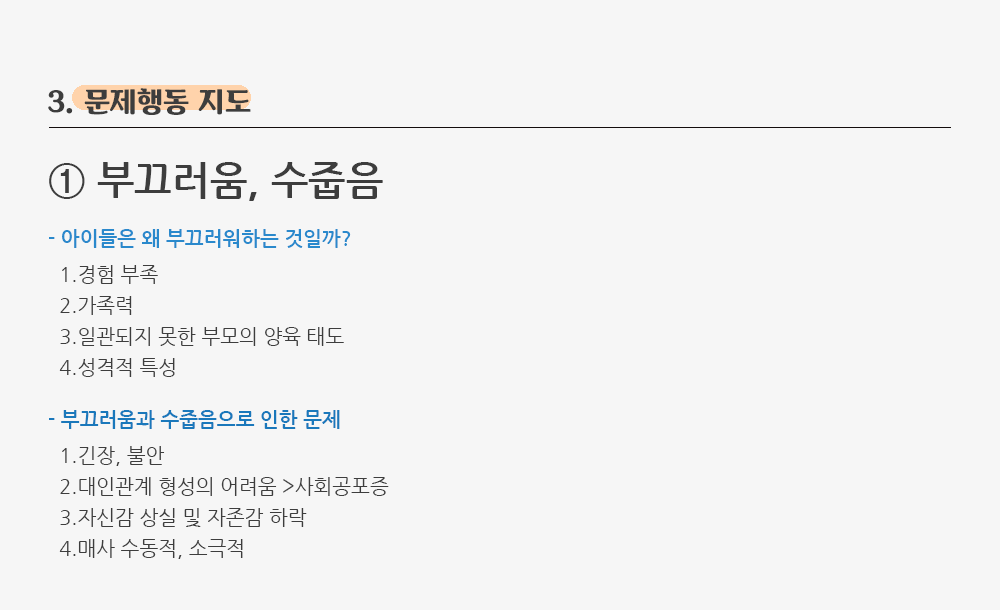 3. 문제행동 지도
① 부끄러움, 수줍음
- 아이들은 왜 부끄러워하는 것일까?
1.경험 부족
2.가족력
3.일관되지 못한 부모의 양육 태도
4.성격적 특성
- 부끄러움과 수줍음으로 인한 문제
1.긴장, 불안
2.대인관계 형성의 어려움 >사회공포증
3.자신감 상실 및 자존감 하락
4.매사 수동적, 소극적